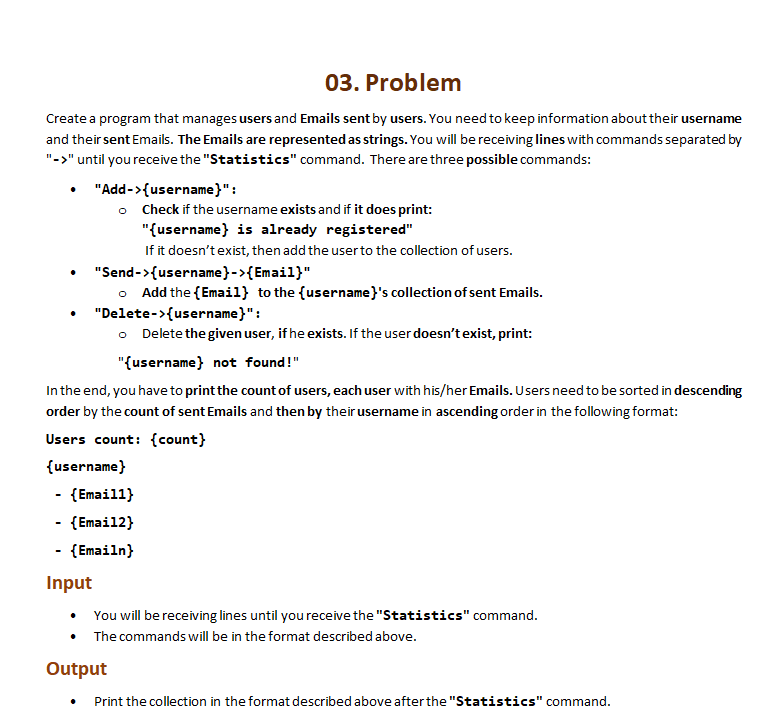 03. Problem
Create a program that manages users and Emails sent by users. You need to keep information about their username
and their sent Emails. The Emails are represented as strings. You will be receiving lines with commands separated by
"->" until you receive the "Statistics" command. There are three possible commands:
• "Add->{username}":
o Check if the username exists and if it does print:
"{username} is already registered"
If it doesn't exist, then add the user to the collection of users.
• "Send->{username}->{Email}"
o Add the {Email} to the {username}'s collection of sent Emails.
• "Delete->{username}":
o Delete the given user, if he exists. If the user doesn't exist, print:
"{username} not found!"
In the end, you have to print the count of users, each user with his/her Emails. Users need to be sorted in descending
order by the count of sent Emails and then by their username in ascending order in the following format:
Users count: {count}
{username}
- {Email1}
- {Email2}
- {Emailn}
Input
• You will be receiving lines until you receive the "Statistics" command.
• The commands will be in the format described above.
Output
• Print the collection in the format described above after the "Statistics" command.